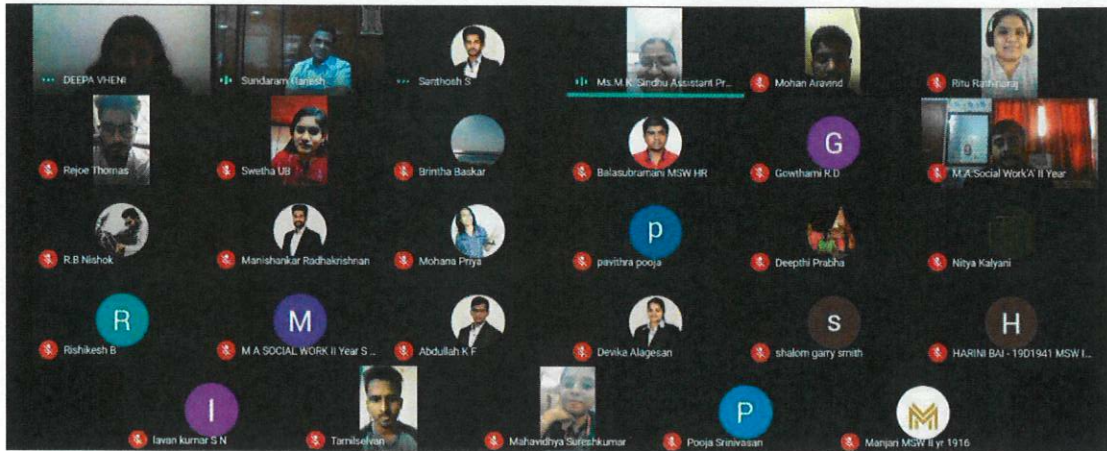 DEEPA VHENI
Sundaram Ganesh
Santhosh S
Ms.M.K. Sindhu Assistant Pr...
Mohan Aravind
Ritu Rathinaraj
Rejoe Thomas
Swetha UB
Brintha Baskar
Balasubramani MSW HR
G
Gowthami R.D
M.A.Social Work'A' II Year
R.B Nishok
Manishankar Radhakrishnan
Mohana Priya
p
pavithra pooja
Deepthi Prabha
Nitya Kalyani
R
Rishikesh B
M
M A SOCIAL WORK II Year S ...
Abdullah K F
Devika Alagesan
s
shalom garry smith
H
HARINI BAI - 19D1941 MSW I...
l
lavan kumar S N
Tamilselvan
Mahavidhya Sureshkumar
P
Pooja Srinivasan
M
Manjari MSW II yr 1916